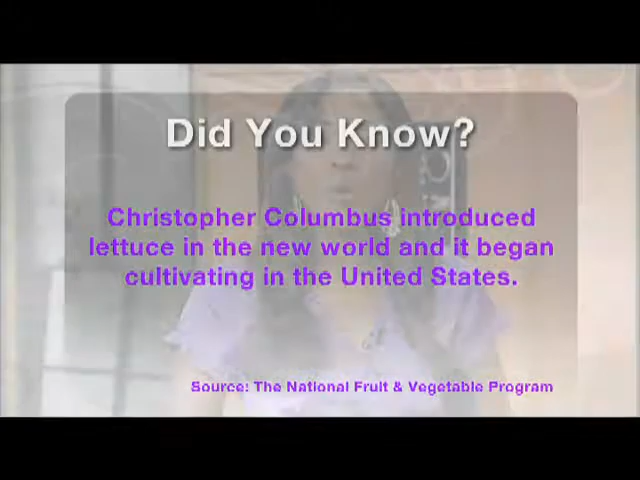 Did You Know?
Christopher Columbus introduced
lettuce in the new world and it began
cultivating in the United States.
Source: The National Fruit & Vegetable Program